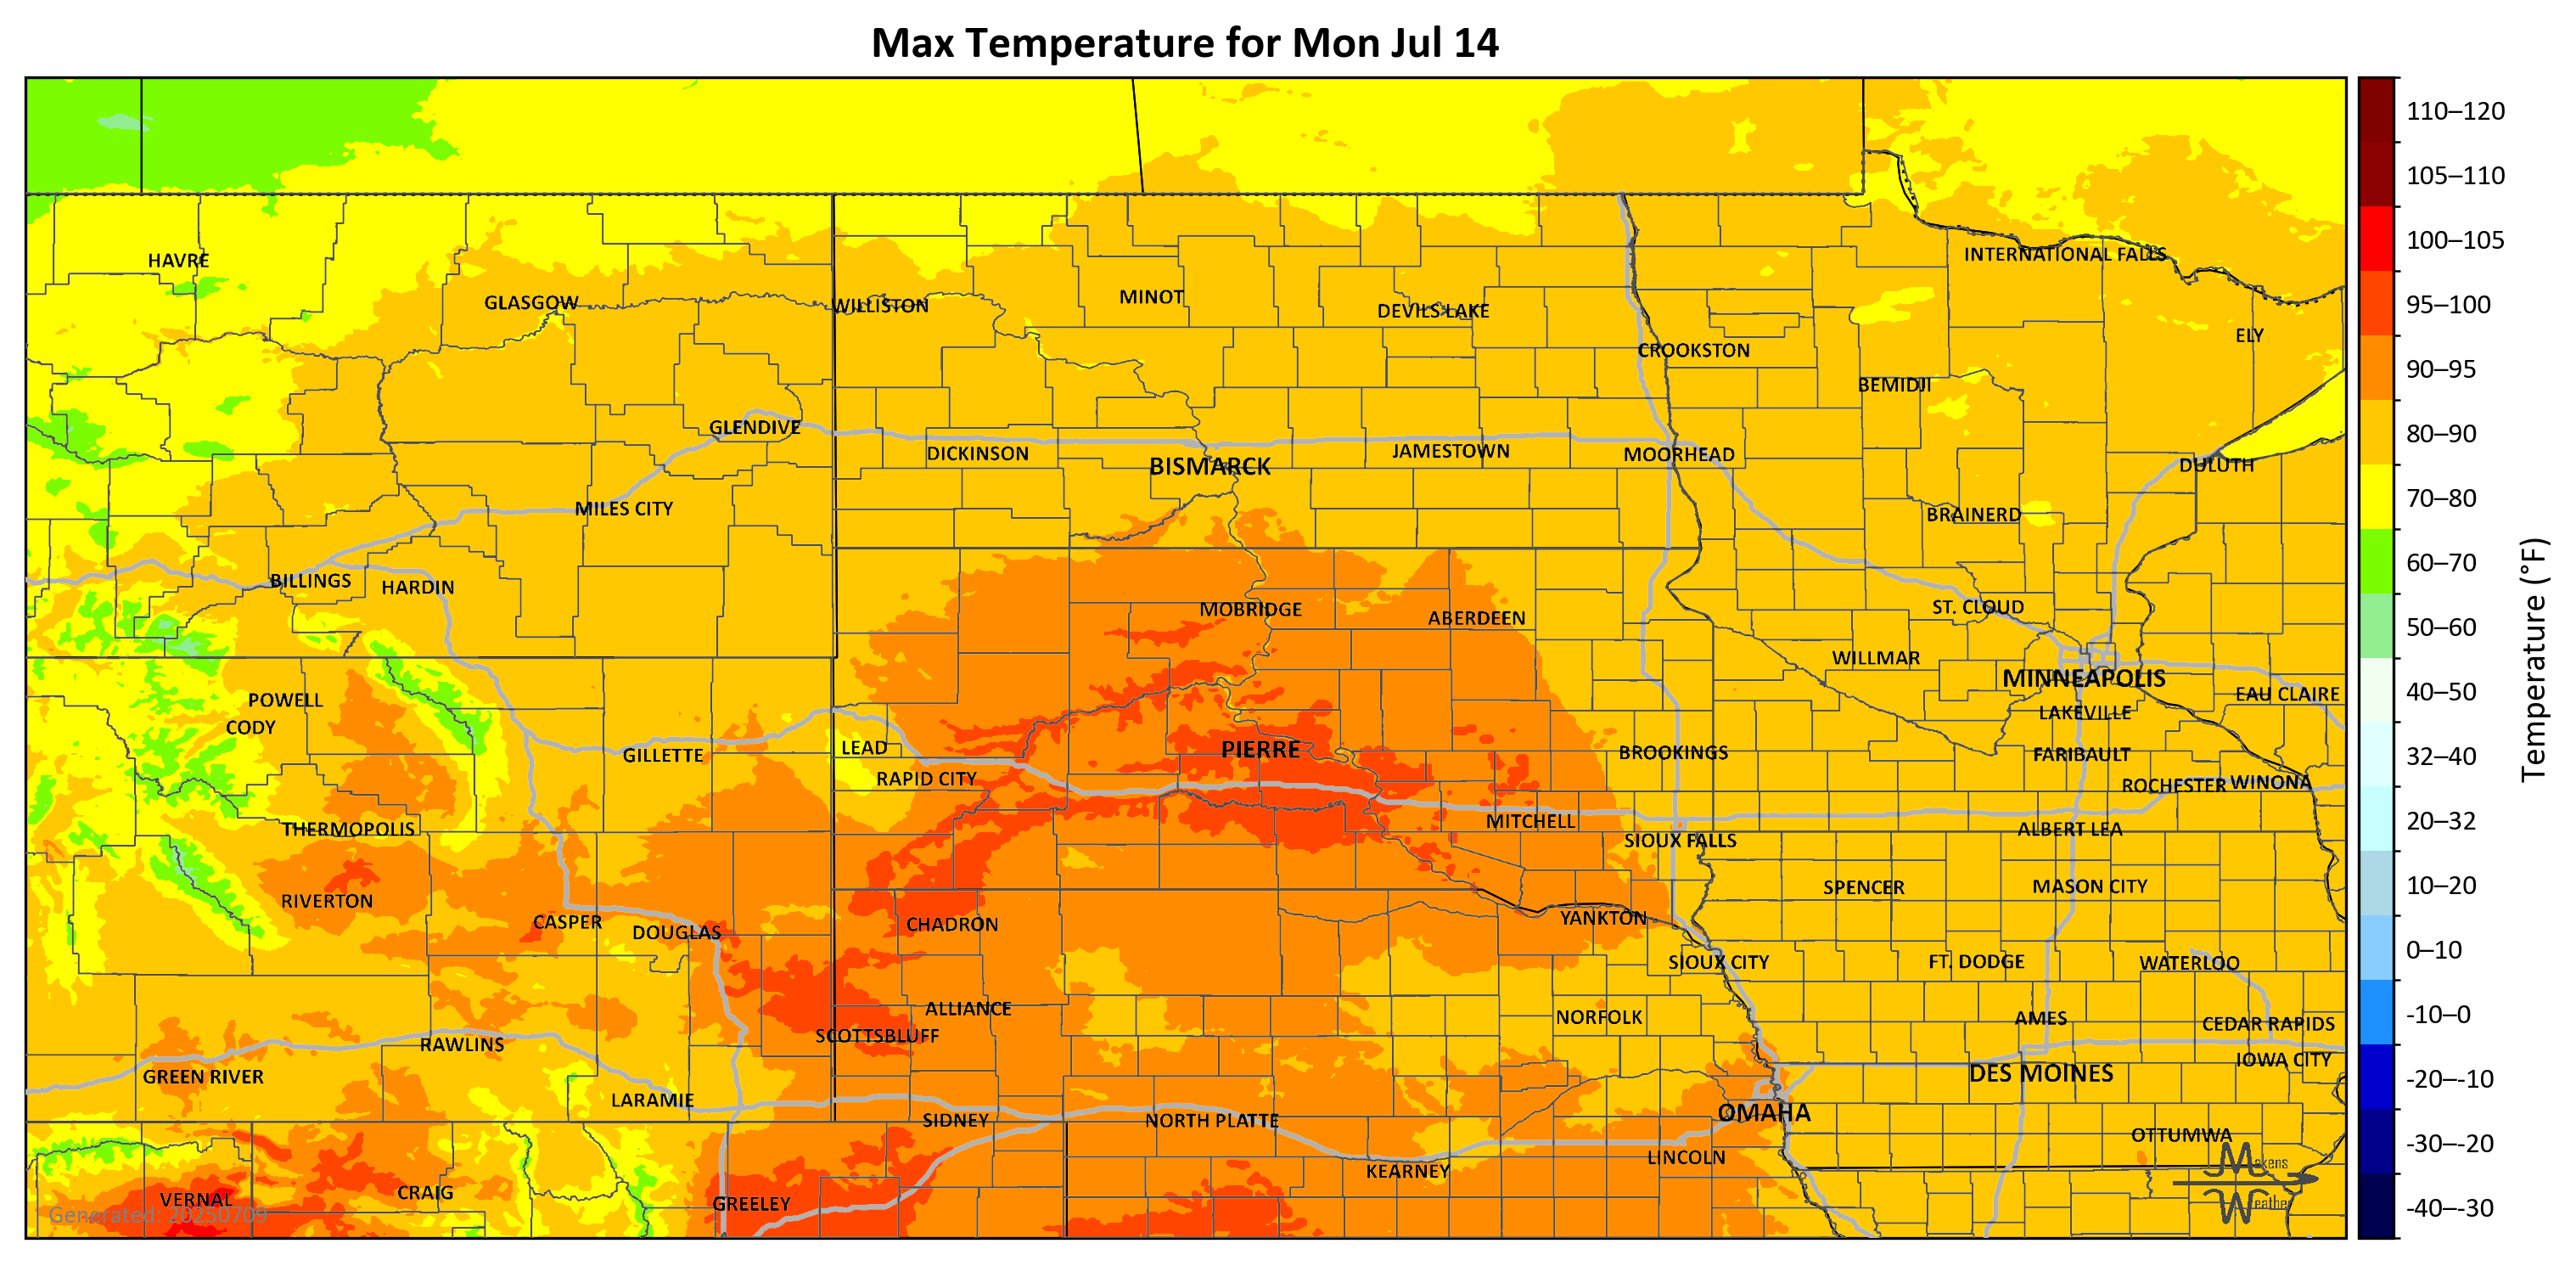 Max Temperature for Mon Jul 14
110–120
105–110
100–105
95–100
90–95
80–90
70–80
60–70
50–60
40–50
32–40
20–32
10–20
0–10
-10–0
-20–-10
-30–-20
-40–-30
Temperature (°F)
HAVRE
INTERNATIONAL FALLS
GLASGOW
WILLISTON
MINOT
DEVILS LAKE
ELY
CROOKSTON
BEMIDJI
GLENDIVE
DICKINSON
BISMARCK
JAMESTOWN
MOORHEAD
DULUTH
MILES CITY
BRAINERD
BILLINGS
HARDIN
MOBRIDGE
ABERDEEN
ST. CLOUD
WILLMAR
MINNEAPOLIS
EAU CLAIRE
POWELL
CODY
LAKEVILLE
GILLETTE
LEAD
PIERRE
BROOKINGS
FARIBAULT
RAPID CITY
ROCHESTER
WINONA
THERMOPOLIS
MITCHELL
SIOUX FALLS
ALBERT LEA
RIVERTON
SPENCER
MASON CITY
CASPER
DOUGLAS
CHADRON
YANKTON
SIOUX CITY
FT. DODGE
WATERLOO
ALLIANCE
NORFOLK
AMES
CEDAR RAPIDS
SCOTTSBLUFF
RAWLINS
IOWA CITY
GREEN RIVER
DES MOINES
LARAMIE
SIDNEY
NORTH PLATTE
OMAHA
OTTUMWA
LINCOLN
KEARNEY
VERNAL
CRAIG
GREELEY
Generated: 20250709
Makens
Weather